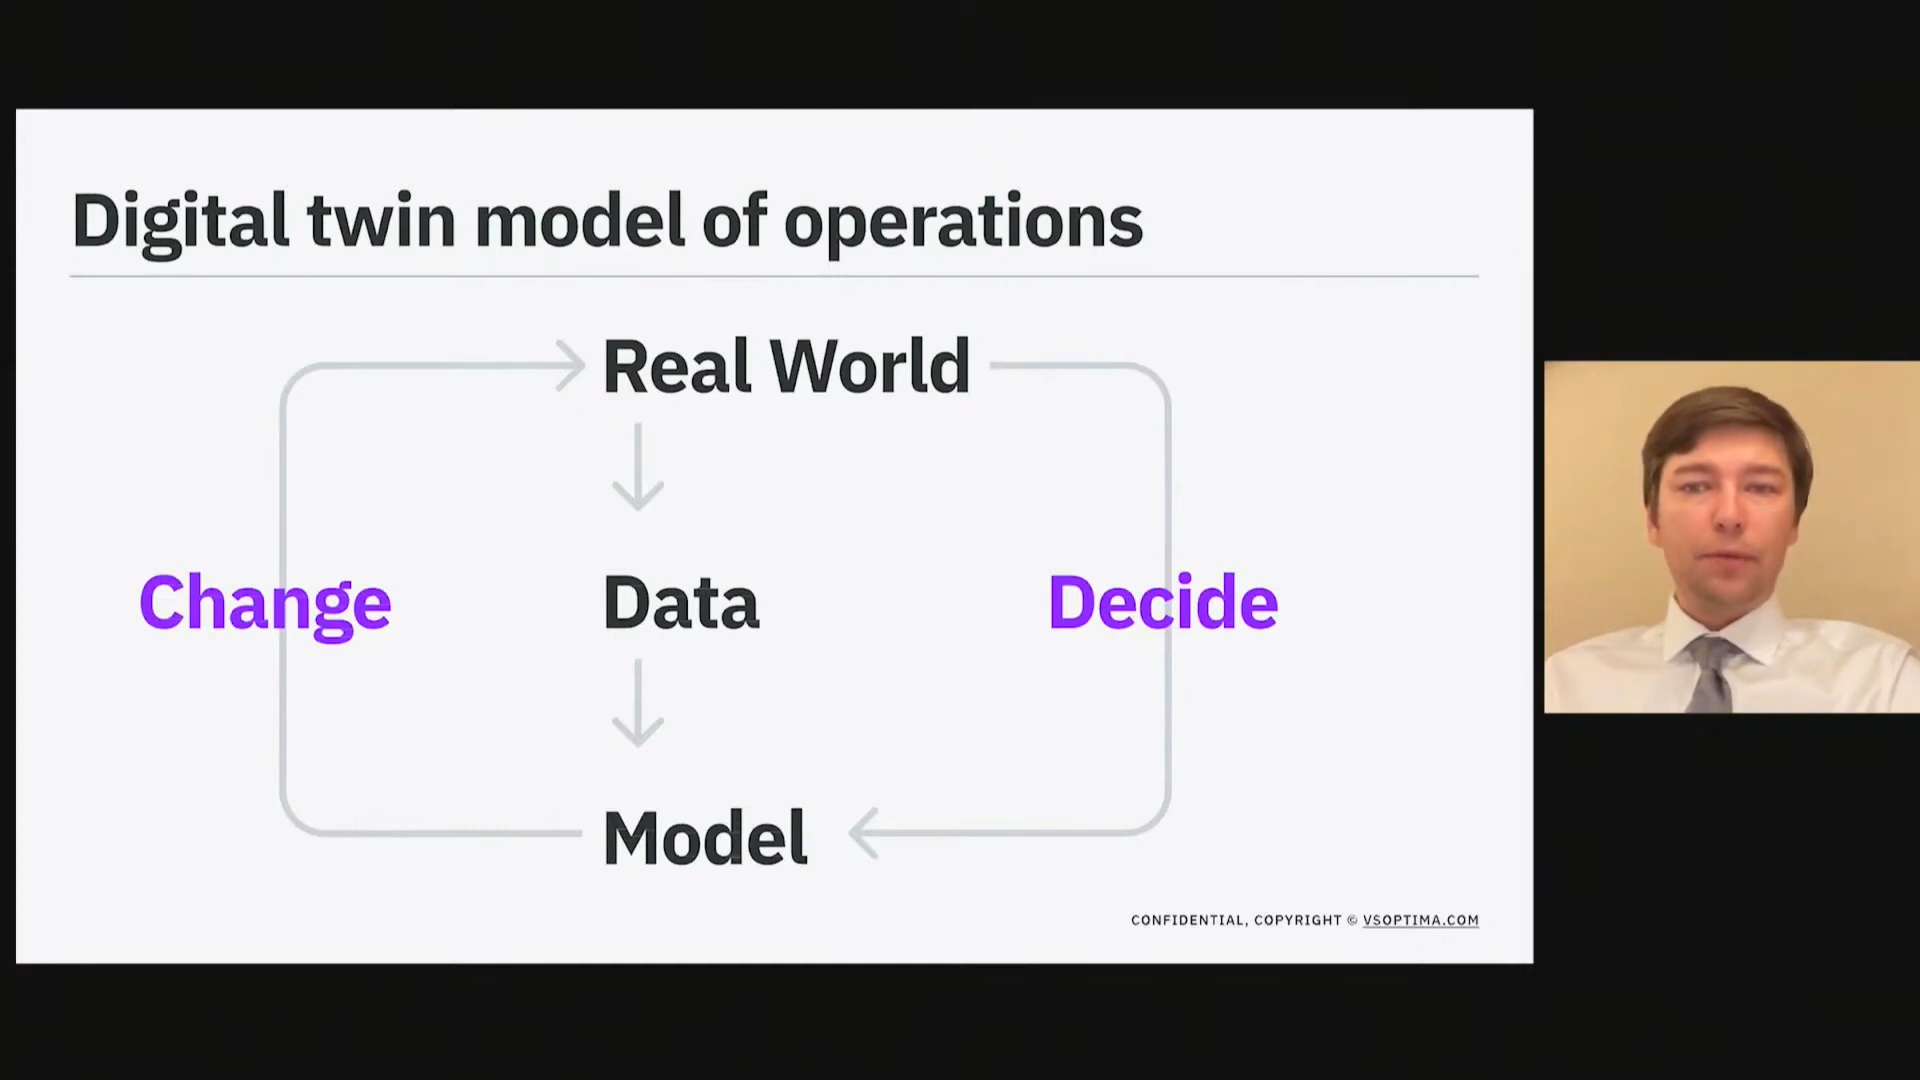 Digital twin model of operations
Real World
Change
Data
Decide
Model
CONFIDENTIAL, COPYRIGHT © VSOPTIMA.COM